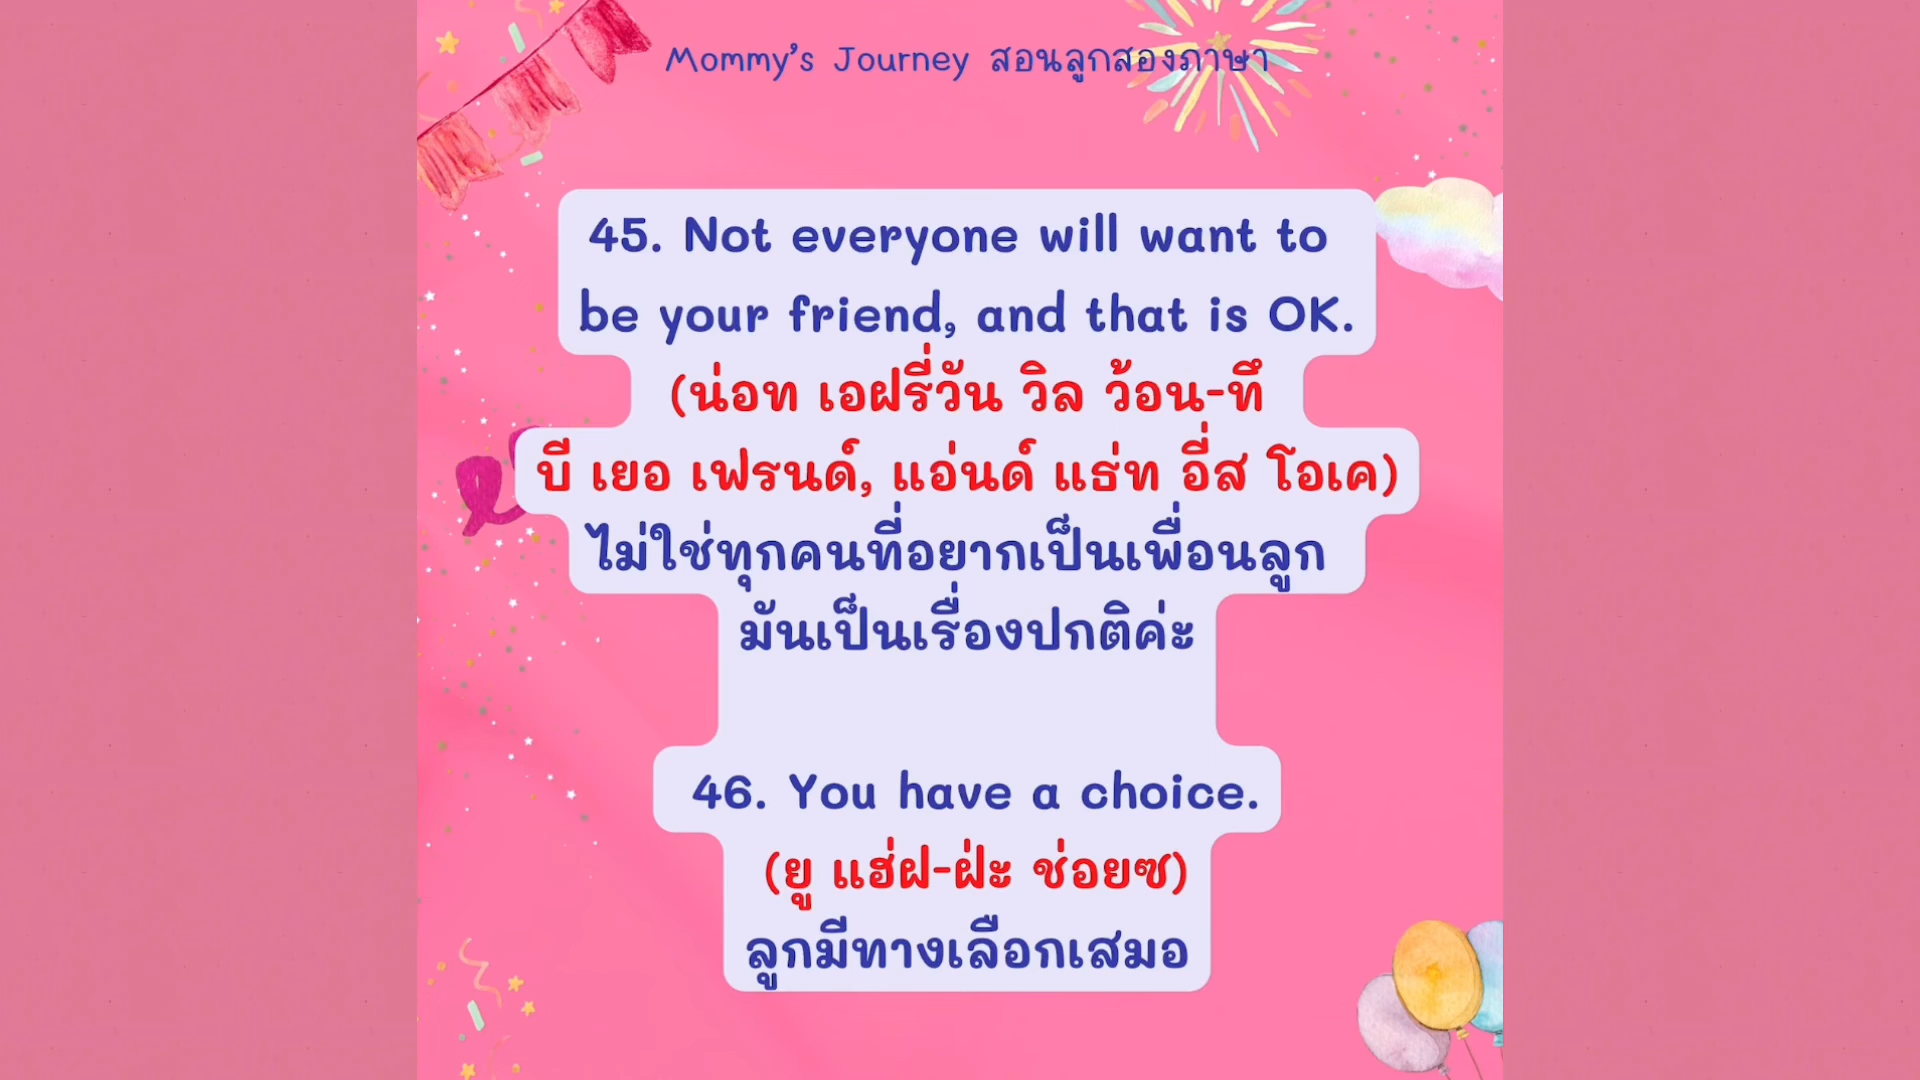 Mommy's Journey สอนลูกสองภาษา
45. Not everyone will want to
be your friend, and that is OK.
(น่อท เอฝรี่วัน วิล ว้อน-ทึ
บี เยอ เฟรนด์, แอ่นด์ แธ่ท อี่ส โอเค)
ไม่ใช่ทุกคนที่อยากเป็นเพื่อนลูก
มันเป็นเรื่องปกติค่ะ
46. You have a choice.
(ยู แฮ่ฝ-ฝ่ะ ช่อยซ)
ลูกมีทางเลือกเสมอ